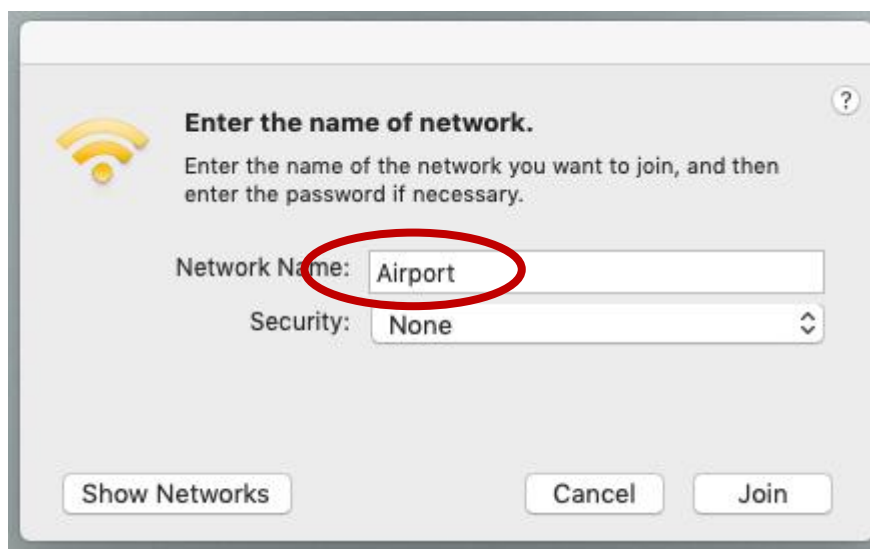 ?
Enter the name of network.
Enter the name of the network you want to join, and then
enter the password if necessary.
Network Name: Airport
Security: None
Show Networks Cancel Join